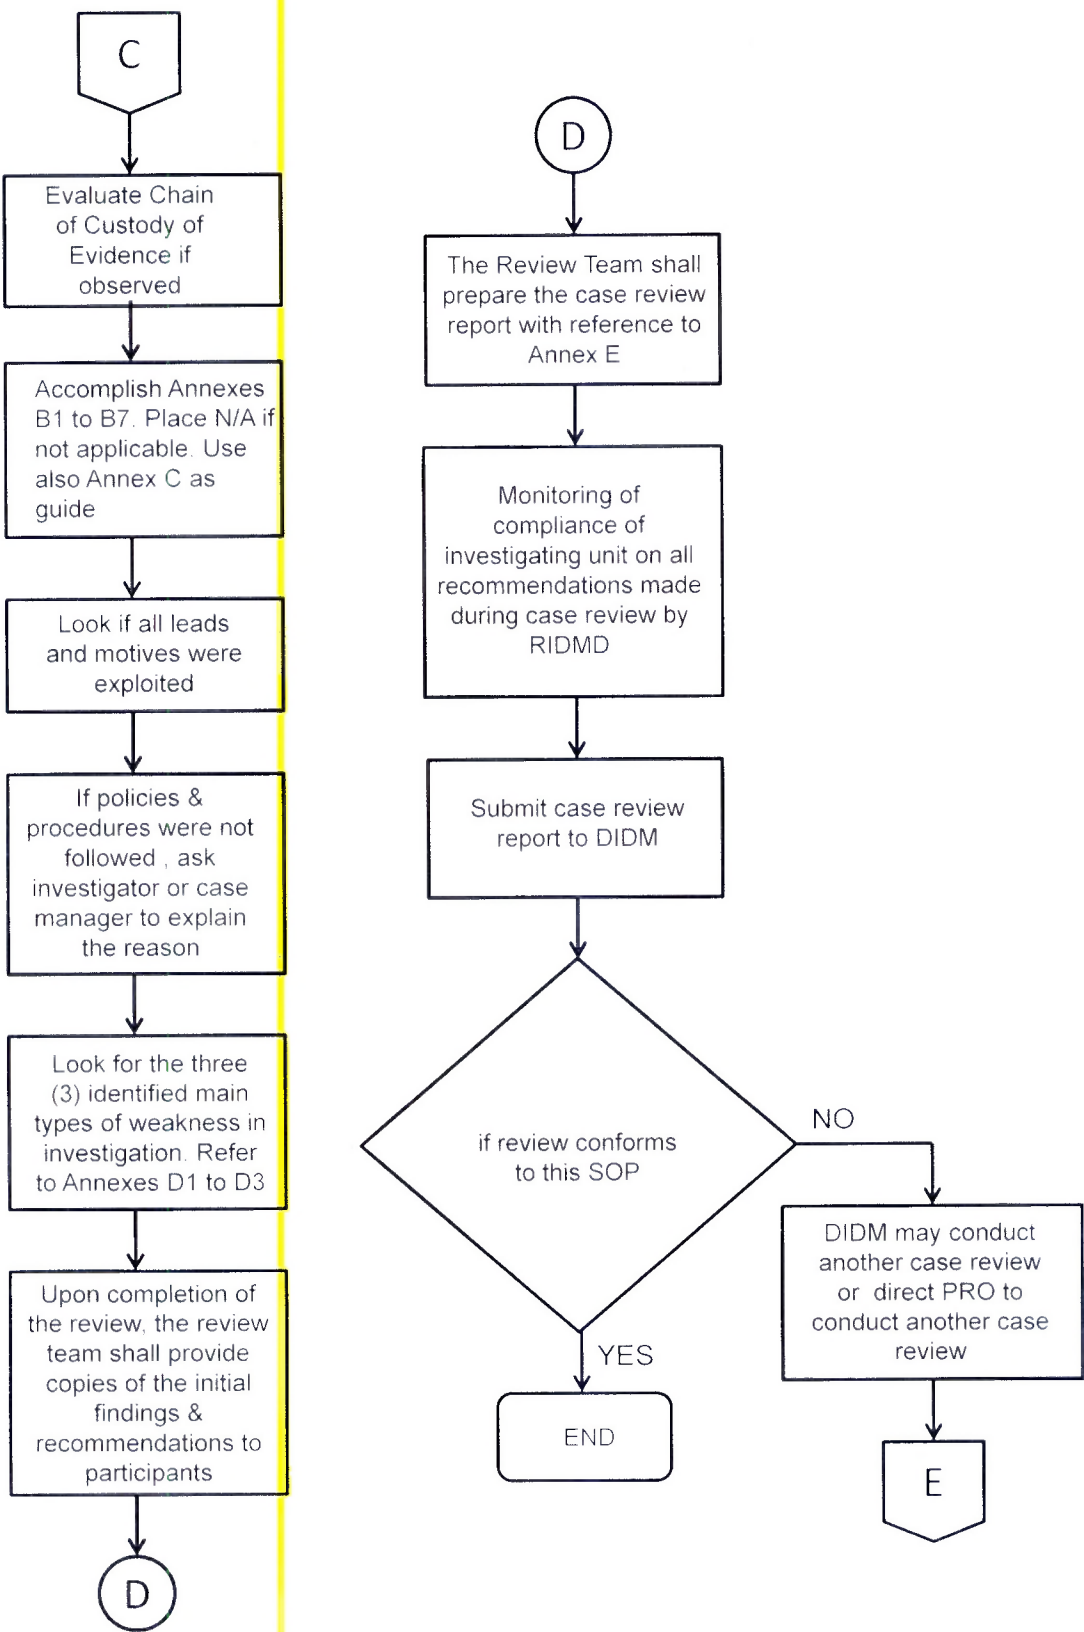 C
Evaluate Chain
of Custody of
Evidence if
observed
Accomplish Annexes
B1 to B7. Place N/A if
not applicable. Use
also Annex C as
guide
Look if all leads
and motives were
exploited
If policies &
procedures were not
followed , ask
investigator or case
manager to explain
the reason
Look for the three
(3) identified main
types of weakness in
investigation. Refer
to Annexes D1 to D3
Upon completion of
the review, the review
team shall provide
copies of the initial
findings &
recommendations to
participants
D
D
The Review Team shall
prepare the case review
report with reference to
Annex E
Monitoring of
compliance of
investigating unit on all
recommendations made
during case review by
RIDMD
Submit case review
report to DIDM
if review conforms
to this SOP
NO
DIDM may conduct
another case review
or direct PRO to
conduct another case
review
YES
END
E